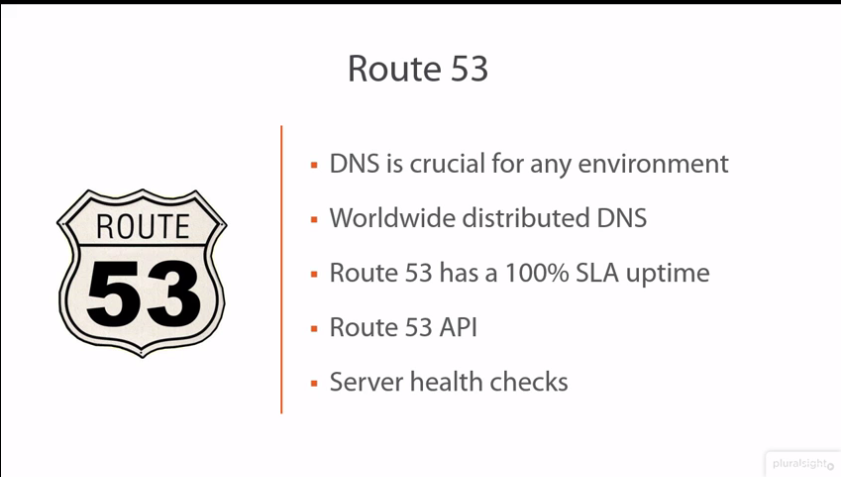 Route 53
ROUTE
53
DNS is crucial for any environment
Worldwide distributed DNS
Route 53 has a 100% SLA uptime
Route 53 API
Server health checks
pluralsight